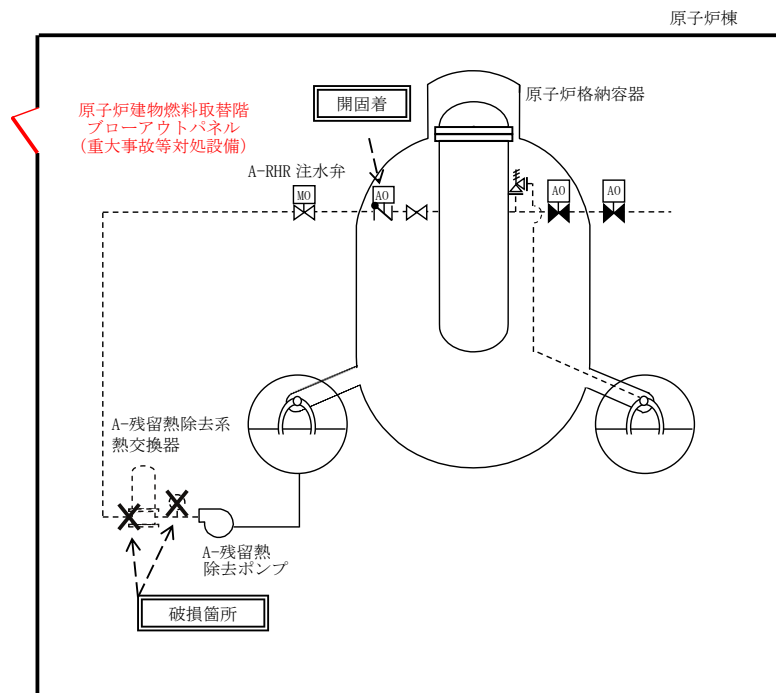 原子炉棟
原子炉建物燃料取替階
ブローアウトパネル
(重大事故等対処設備)
開固着
原子炉格納容器
A-RHR 注水弁
MO
AO
AO
AO
A-残留熱除去系
熱交換器
A-残留熱
除去ポンプ
破損箇所